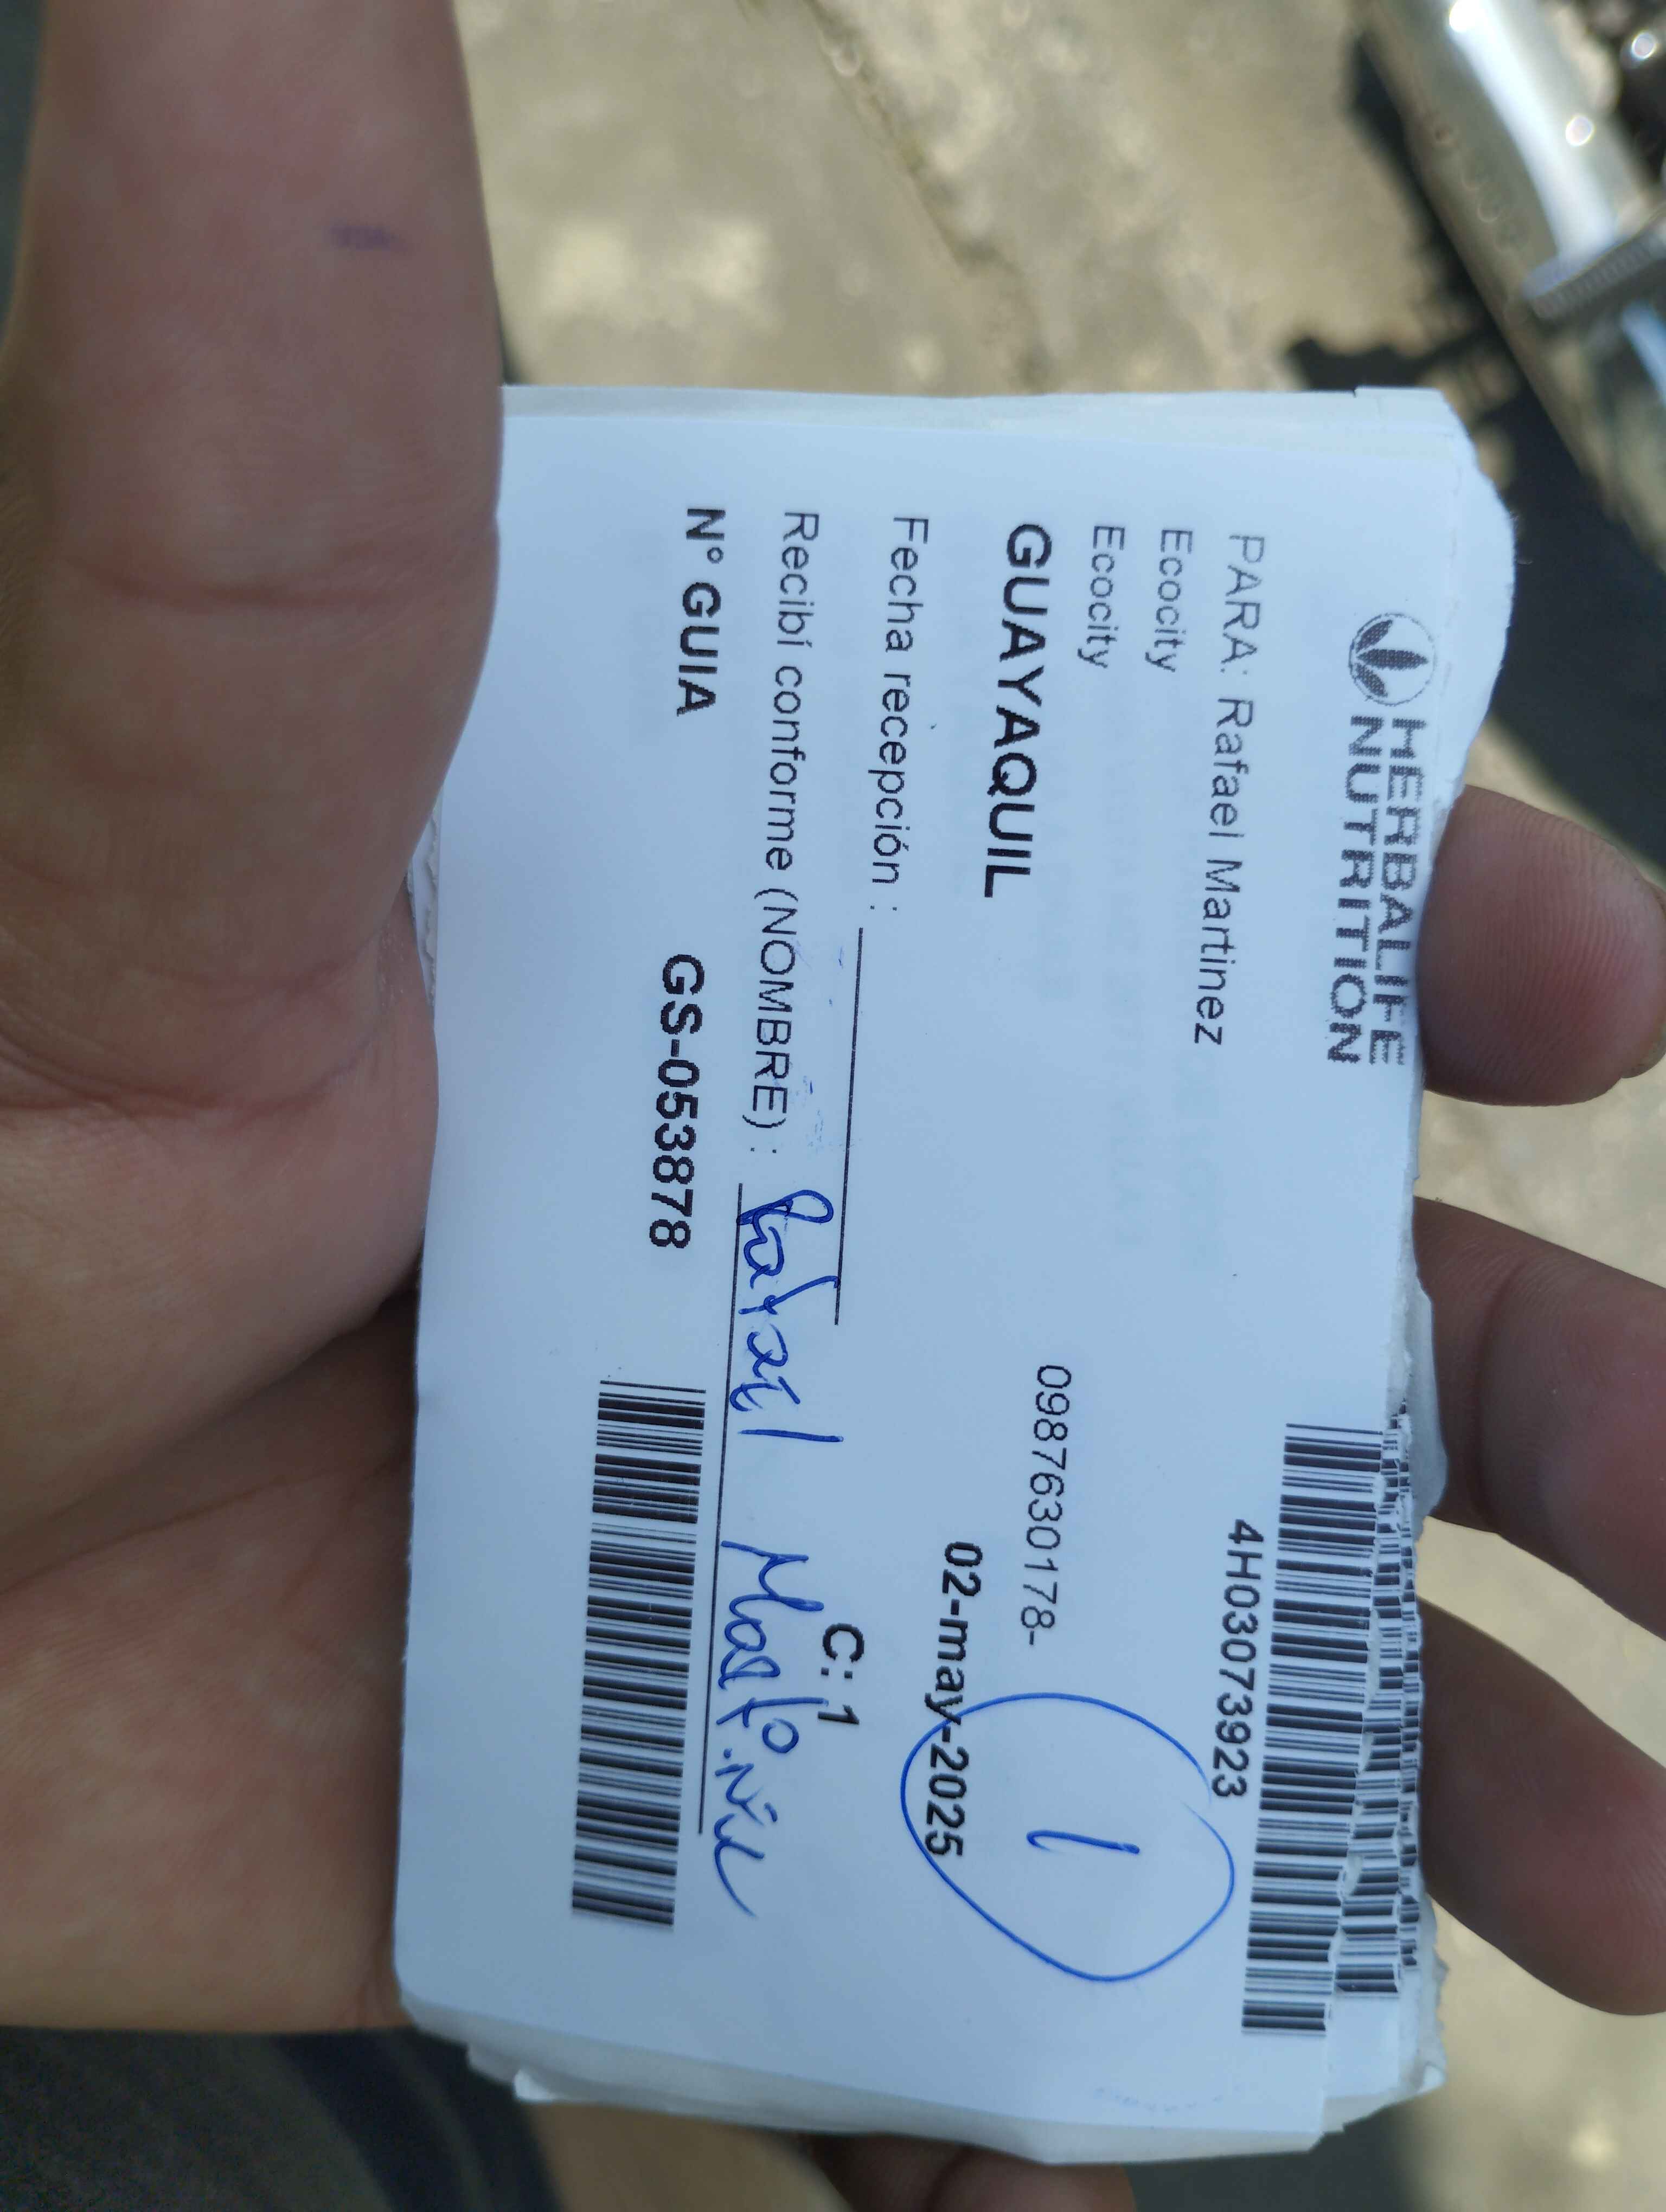 HERBALIFE
NUTRITION
4H03073923
PARA: Rafael Martinez
Ecocity
Ecocity
0987630178-
1
GUAYAQUIL
02-may-2025
Fecha recepción :
C: 1
Recibí conforme (NOMBRE) : Rafael Martinez
N° GUIA GS-053878